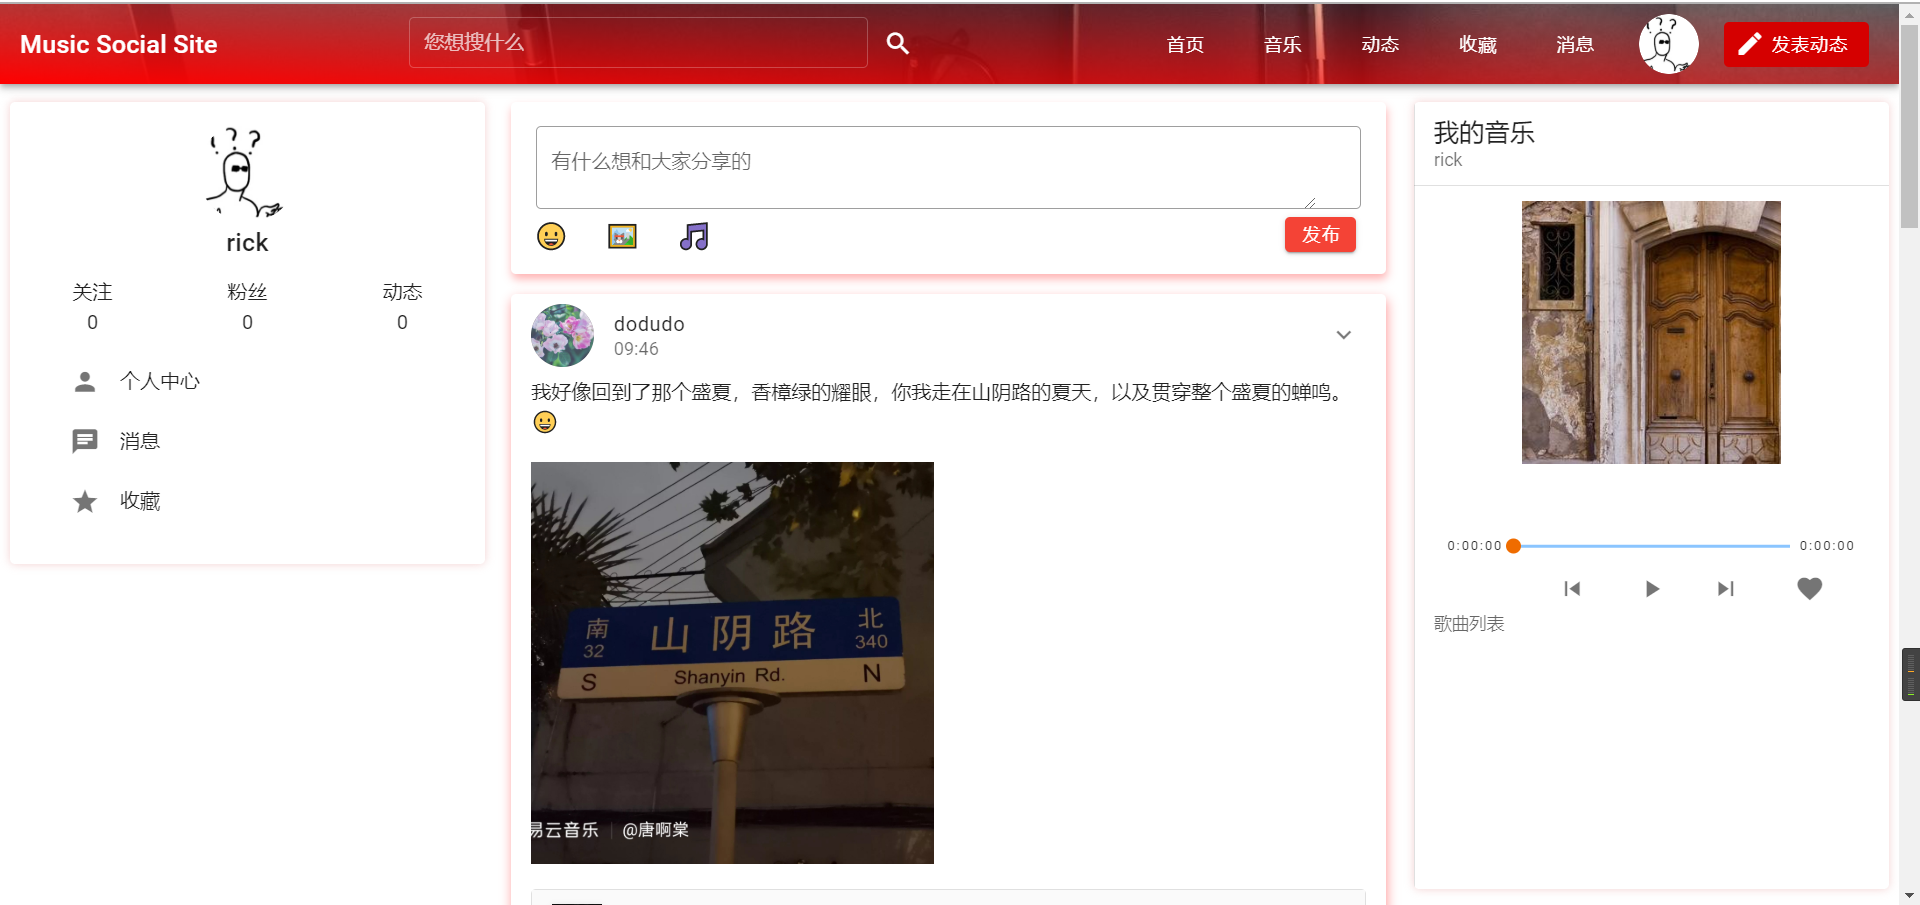 Music Social Site
您想搜什么
首页
音乐
动态
收藏
消息
发表动态
rick
关注
粉丝
动态
0
0
0
个人中心
消息
收藏
有什么想和大家分享的
发布
dodudo
09:46
我好像回到了那个盛夏，香樟绿的耀眼，你我走在山阴路的夏天，以及贯穿整个盛夏的蝉鸣。
😀
南
山阴路
北
32
340
S
Shanyin Rd.
N
易云音乐 | @唐啊棠
我的音乐
rick
0:00:00
0:00:00
歌曲列表